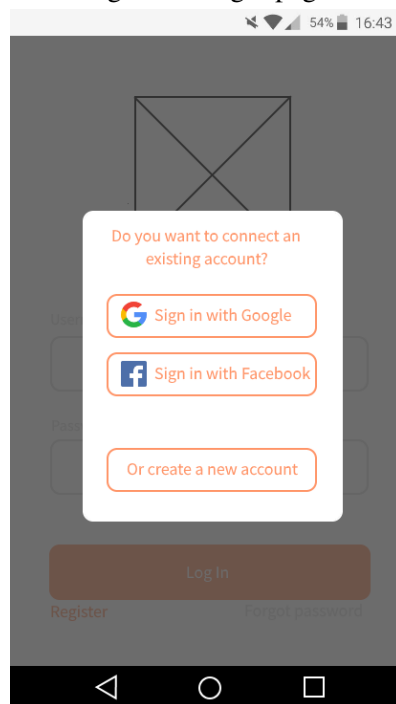 54% 16:43
Do you want to connect an
existing account?
Sign in with Google
Sign in with Facebook
Or create a new account
Log In
Register Forgot password